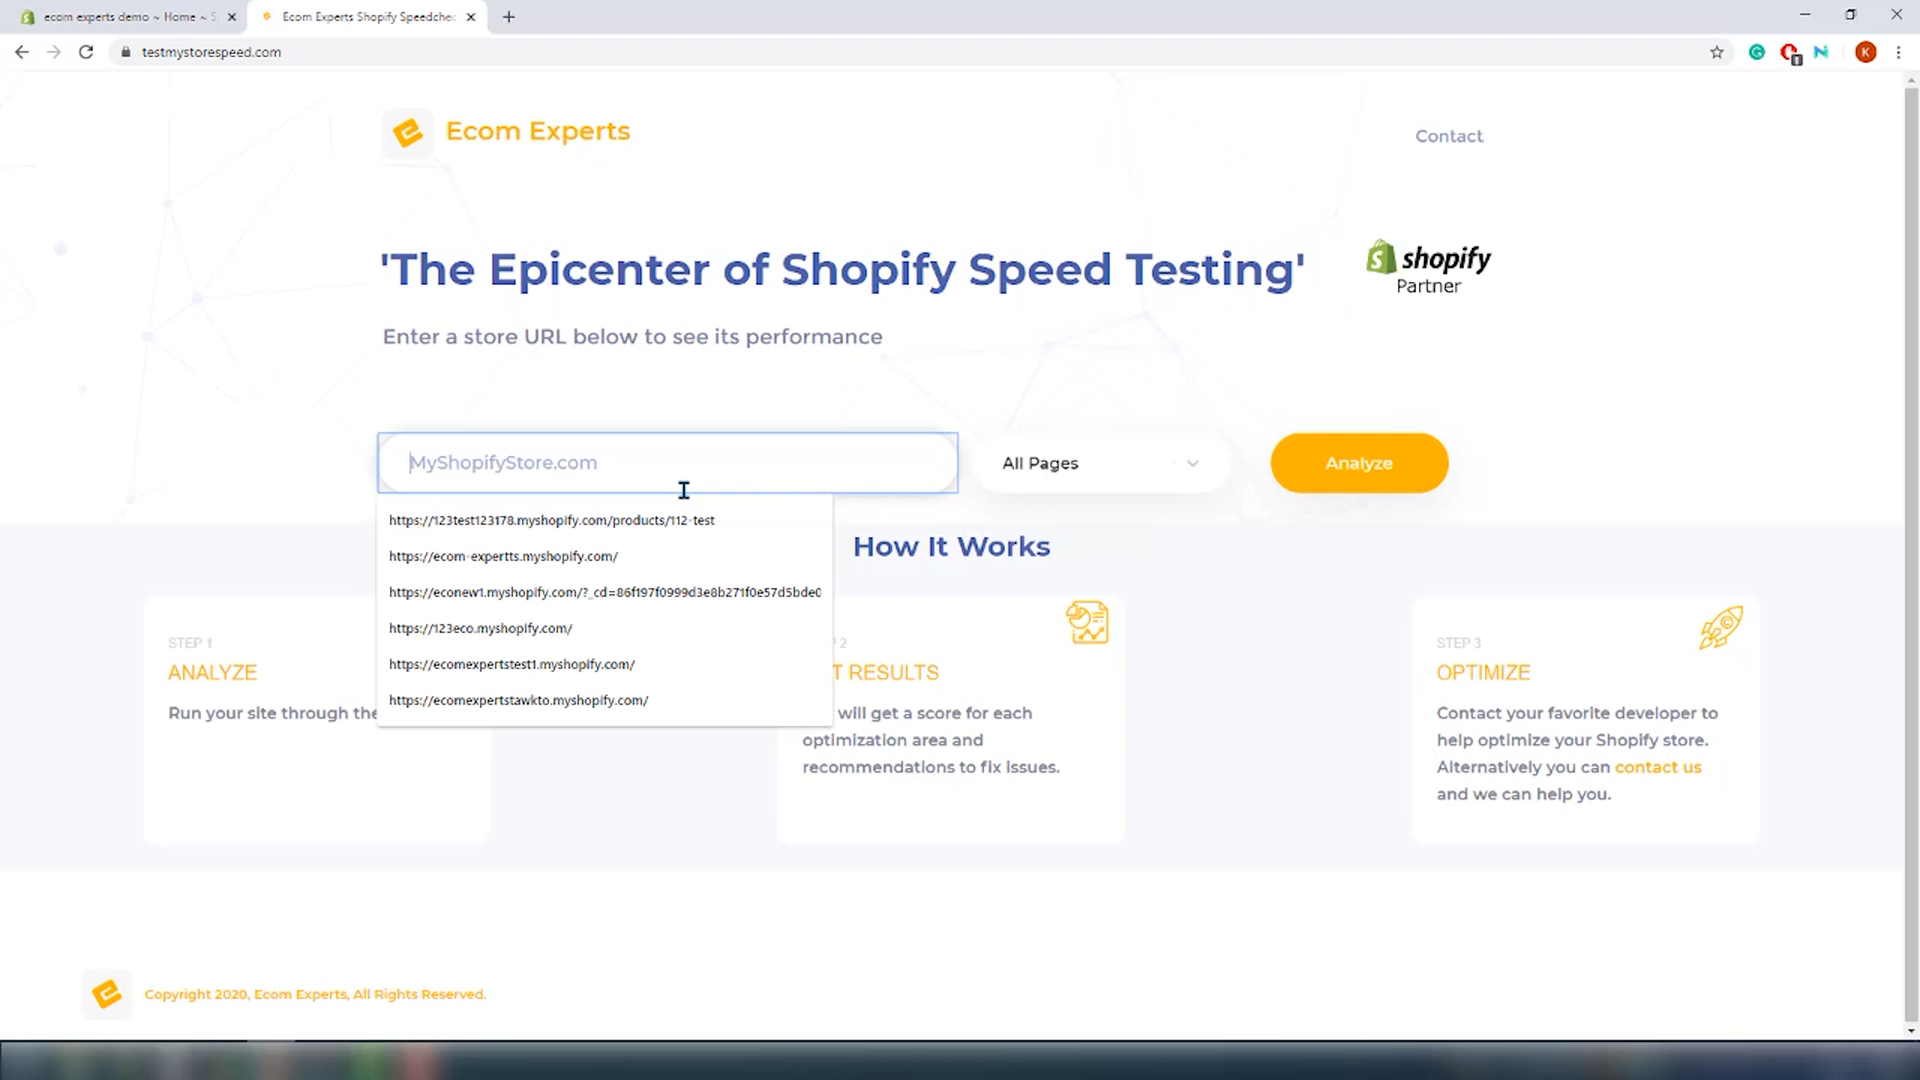 ecom experts demo ~ Home ~ S
Ecom Experts Shopify Speedchec
testmystorespeed.com
K
Ecom Experts
Contact
'The Epicenter of Shopify Speed Testing'
shopify
Partner
Enter a store URL below to see its performance
MyShopifyStore.com
All Pages
Analyze
https://123test123178.myshopify.com/products/112-test
https://ecom-expertts.myshopify.com/
https://econew1.myshopify.com/?_cd=86f197f0999d3e8b271f0e57d5bde0
https://123eco.myshopify.com/
https://ecomexpertstest1.myshopify.com/
https://ecomexpertstawkto.myshopify.com/
How It Works
STEP 1
ANALYZE
Run your site through the
2
T RESULTS
will get a score for each
optimization area and
recommendations to fix issues.
STEP 3
OPTIMIZE
Contact your favorite developer to
help optimize your Shopify store.
Alternatively you can contact us
and we can help you.
Copyright 2020, Ecom Experts, All Rights Reserved.